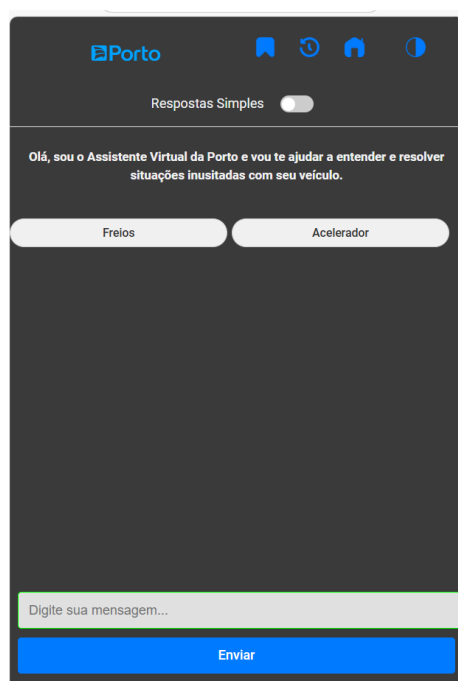 Porto
Respostas Simples
Olá, sou o Assistente Virtual da Porto e vou te ajudar a entender e resolver
situações inusitadas com seu veículo.
Freios
Acelerador
Digite sua mensagem...
Enviar